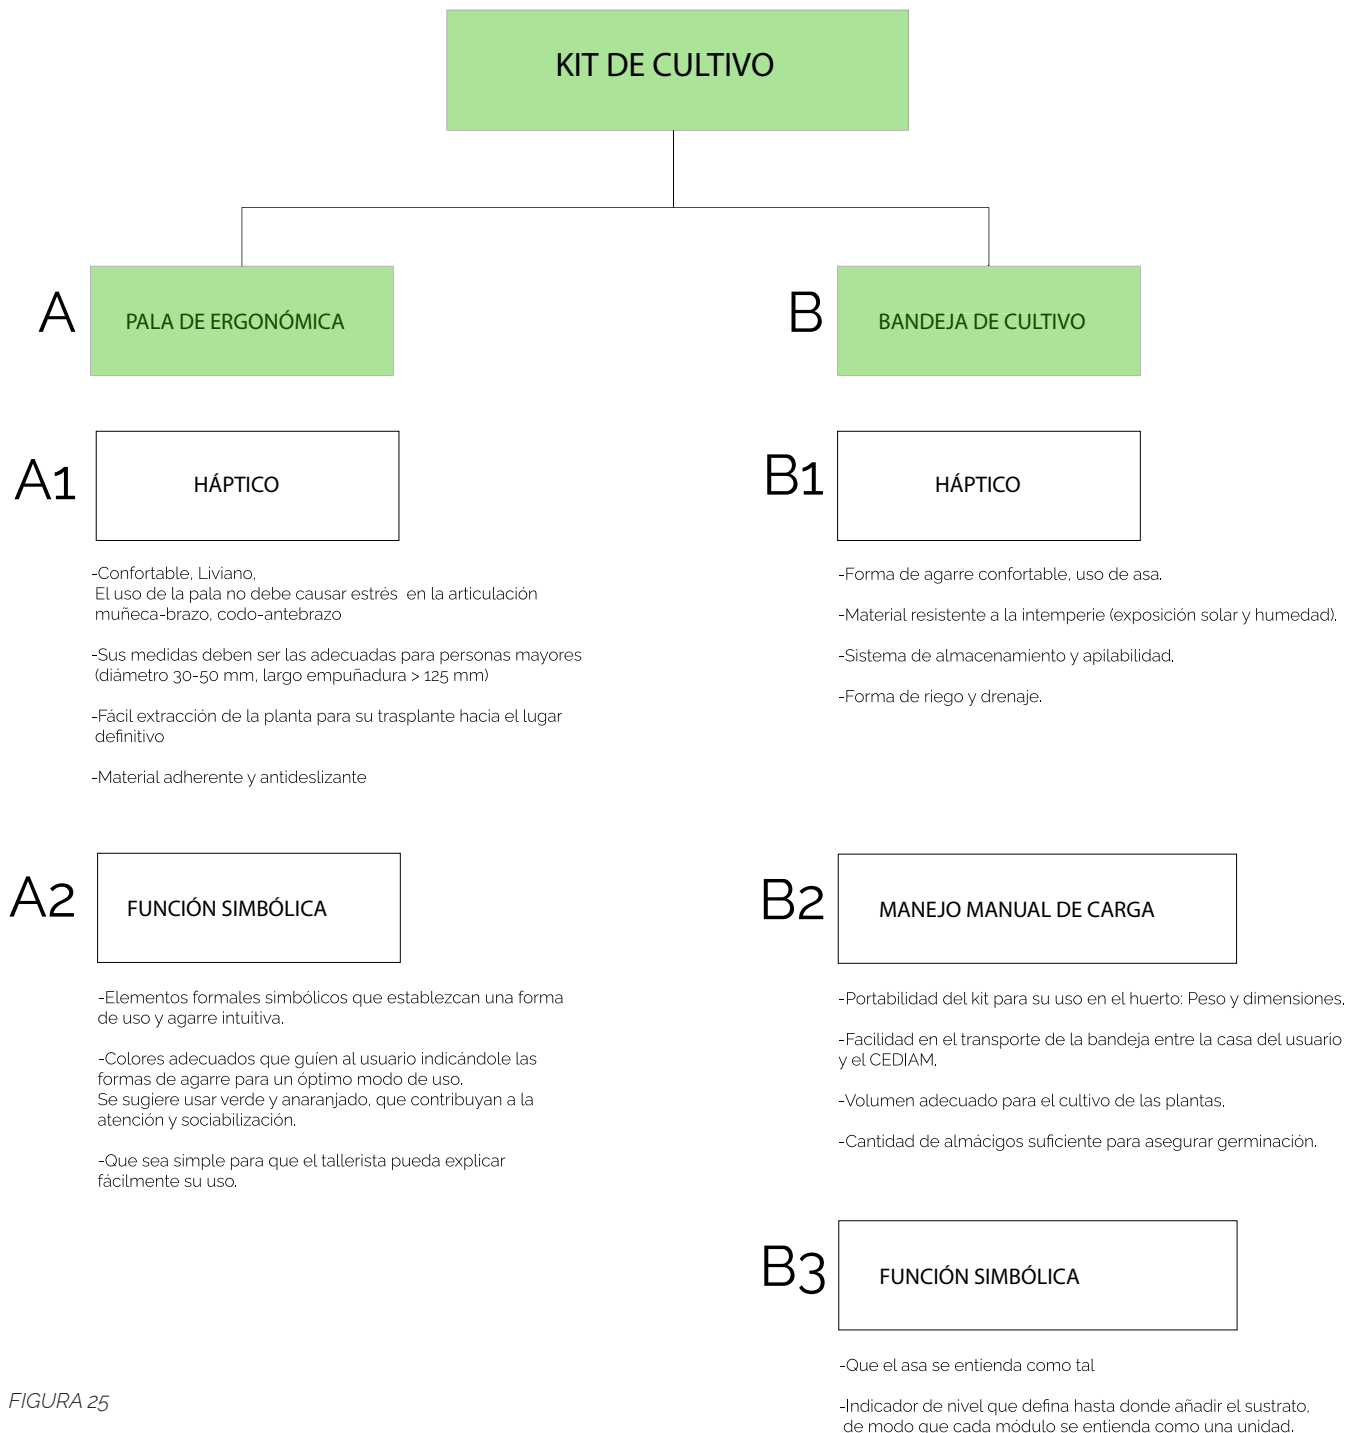 KIT DE CULTIVO
A
PALA DE ERGONÓMICA
A1
HÁPTICO
-Confortable, Liviano,
El uso de la pala no debe causar estrés en la articulación
muñeca-brazo, codo-antebrazo
-Sus medidas deben ser las adecuadas para personas mayores
(diámetro 30-50 mm, largo empuñadura > 125 mm)
-Fácil extracción de la planta para su trasplante hacia el lugar
definitivo
-Material adherente y antideslizante
A2
FUNCIÓN SIMBÓLICA
-Elementos formales simbólicos que establezcan una forma
de uso y agarre intuitiva.
-Colores adecuados que guíen al usuario indicándole las
formas de agarre para un óptimo modo de uso.
Se sugiere usar verde y anaranjado, que contribuyan a la
atención y sociabilización.
-Que sea simple para que el tallerista pueda explicar
fácilmente su uso.
B
BANDEJA DE CULTIVO
B1
HÁPTICO
-Forma de agarre confortable, uso de asa.
-Material resistente a la intemperie (exposición solar y humedad).
-Sistema de almacenamiento y apilabilidad.
-Forma de riego y drenaje.
B2
MANEJO MANUAL DE CARGA
-Portabilidad del kit para su uso en el huerto: Peso y dimensiones.
-Facilidad en el transporte de la bandeja entre la casa del usuario
y el CEDIAM.
-Volumen adecuado para el cultivo de las plantas.
-Cantidad de almácigos suficiente para asegurar germinación.
B3
FUNCIÓN SIMBÓLICA
-Que el asa se entienda como tal
-Indicador de nivel que defina hasta donde añadir el sustrato,
de modo que cada módulo se entienda como una unidad.
FIGURA 25